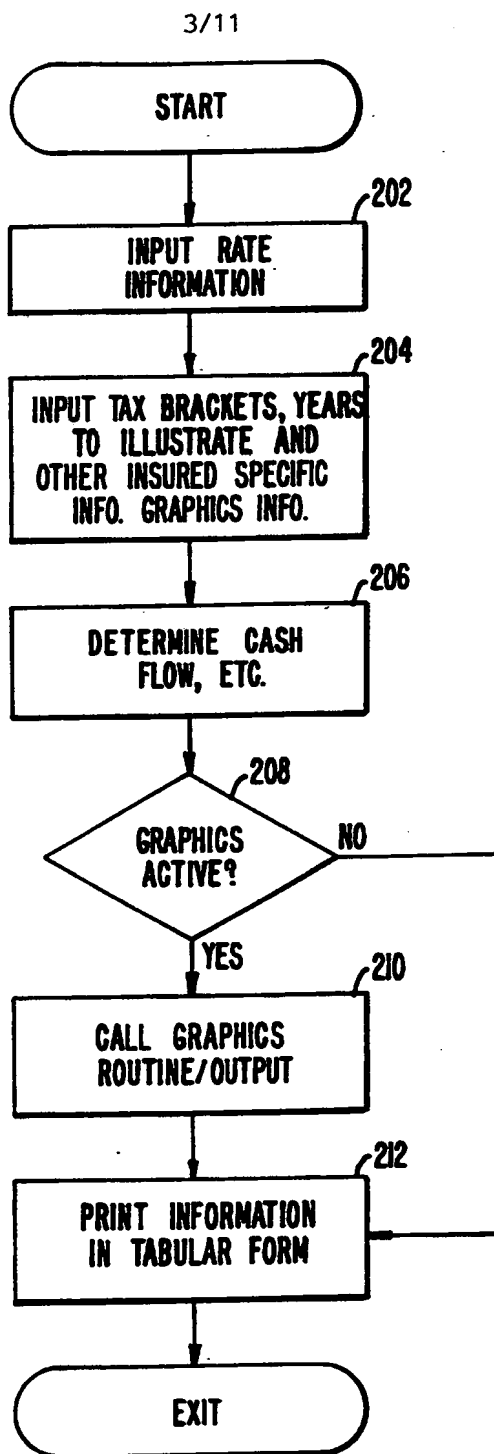 3/11
START
202
INPUT RATE
INFORMATION
204
INPUT TAX BRACKETS, YEARS
TO ILLUSTRATE AND
OTHER INSURED SPECIFIC
INFO. GRAPHICS INFO.
206
DETERMINE CASH
FLOW, ETC.
208
GRAPHICS
ACTIVE?
NO
YES
210
CALL GRAPHICS
ROUTINE/OUTPUT
212
PRINT INFORMATION
IN TABULAR FORM
EXIT